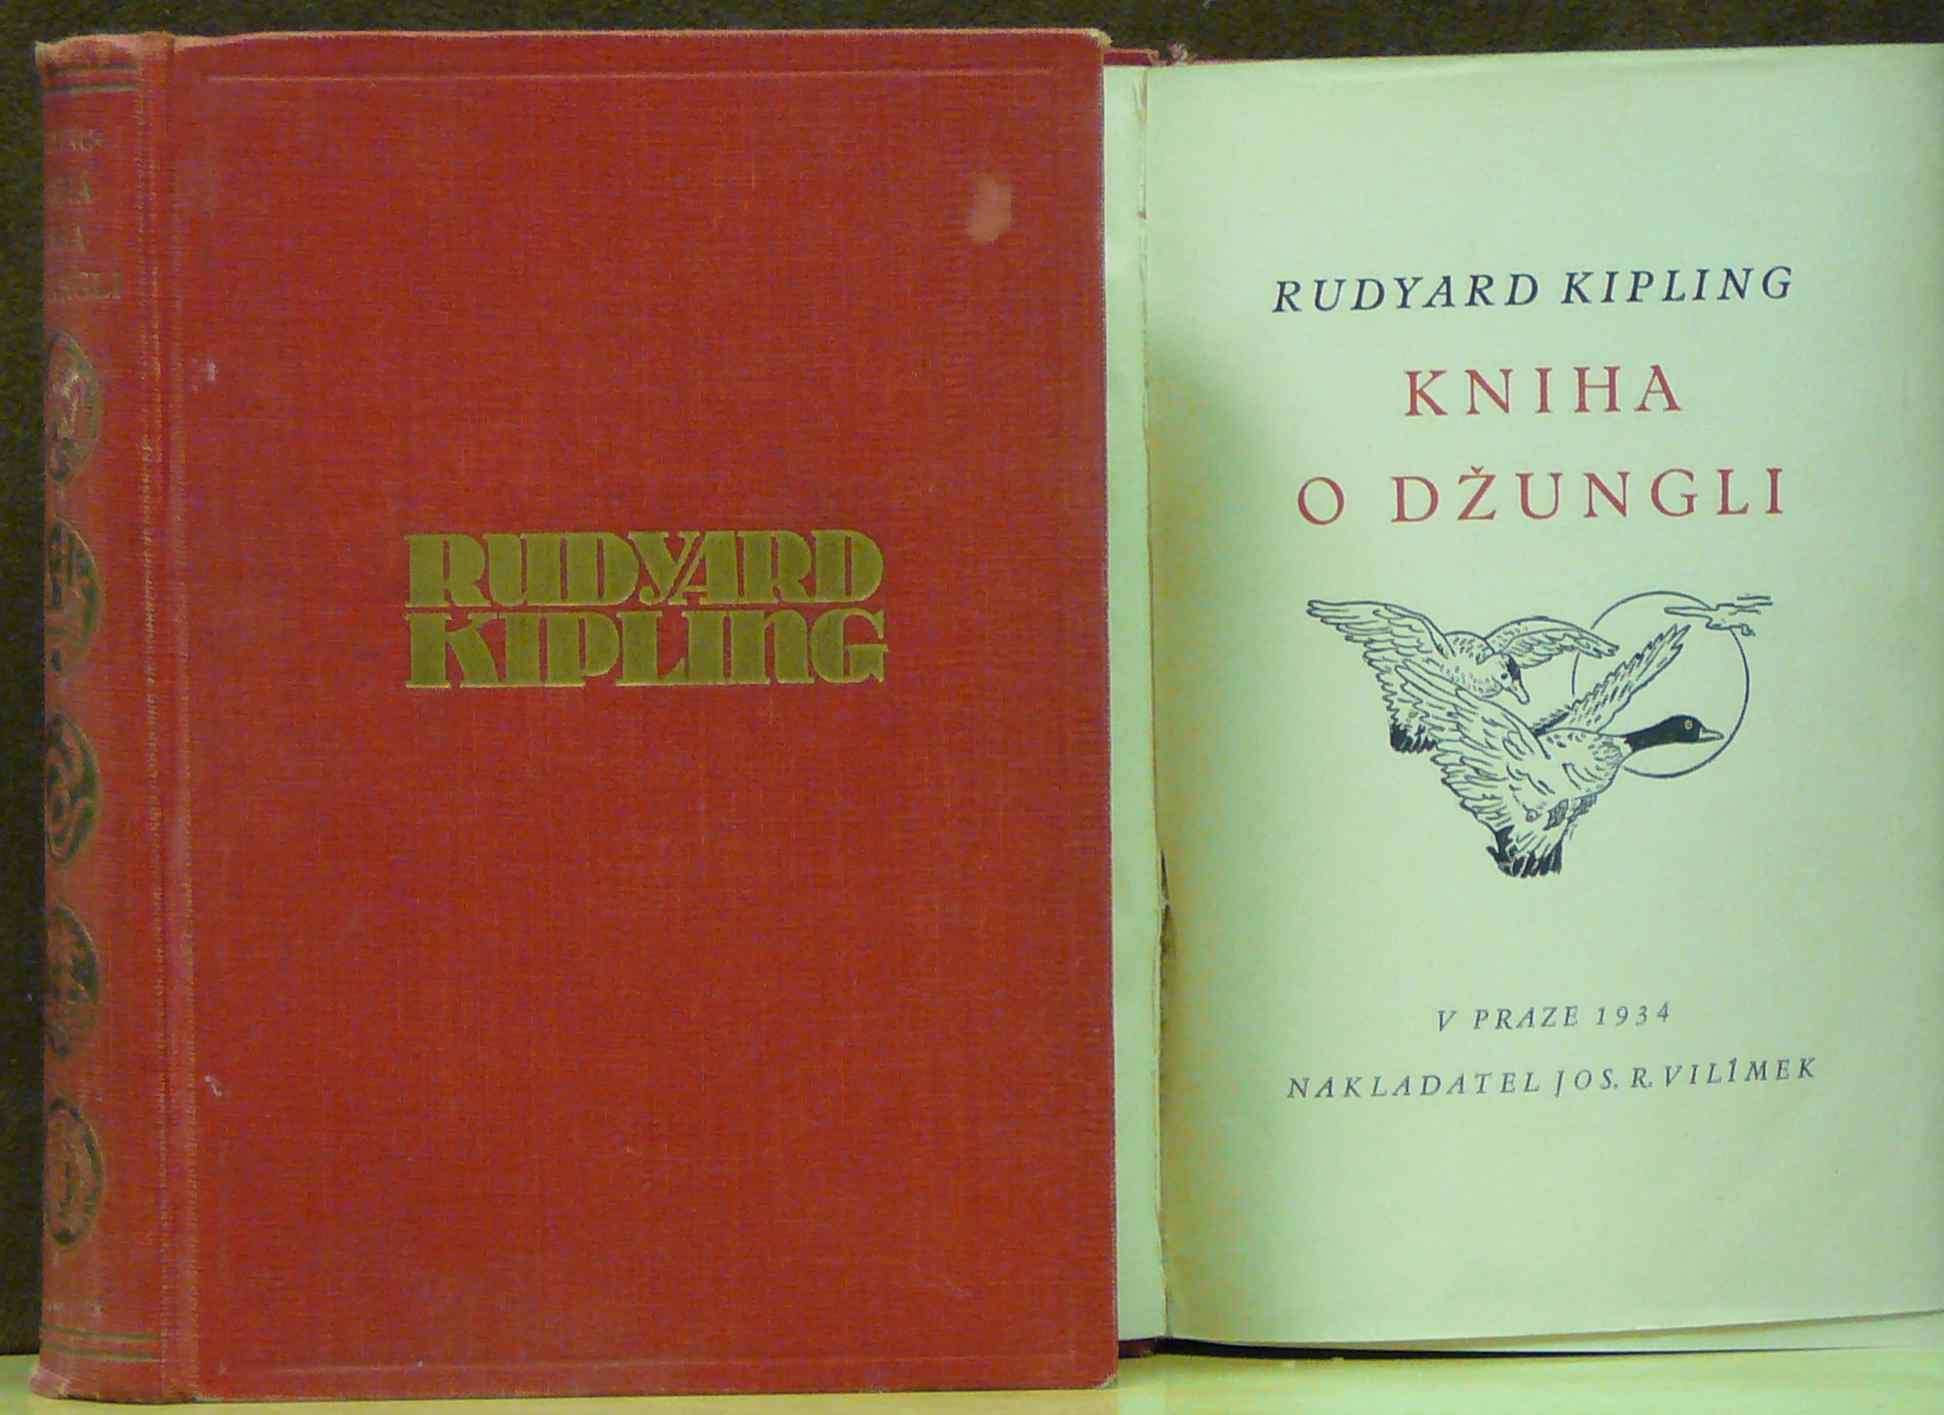 RUDYARD
KIPLING
RUDYARD KIPLING
KNIHA
O DŽUNGLI
V PRAZE 1934
NAKLADATEL JOS. R. VILÍMEK